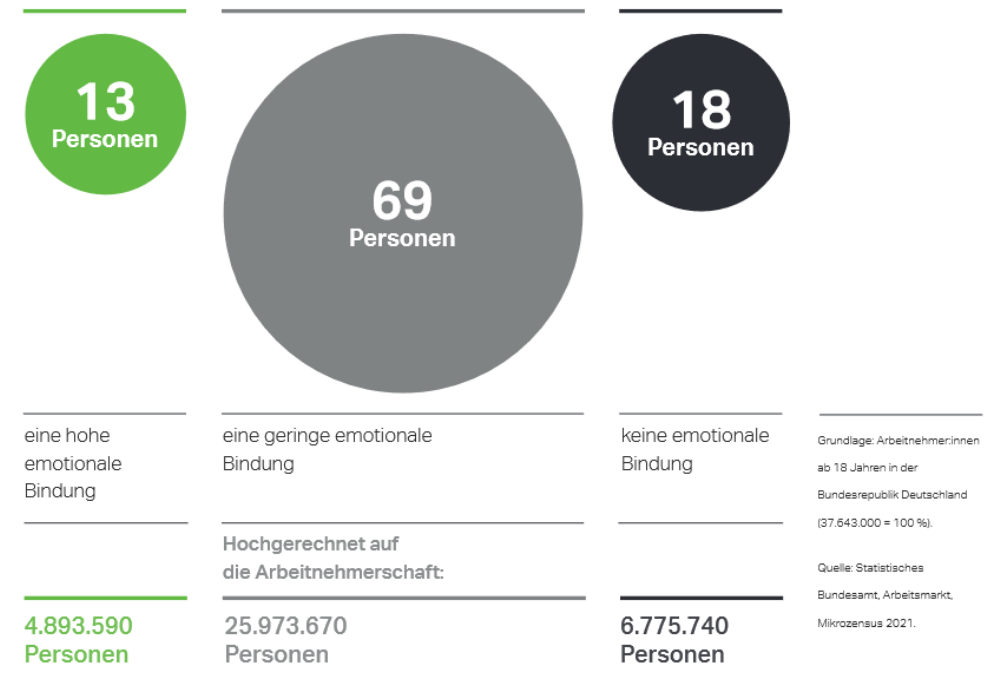 13
Personen
69
Personen
18
Personen
eine hohe
emotionale
Bindung
eine geringe emotionale
Bindung
keine emotionale
Bindung
Hochgerechnet auf
die Arbeitnehmerschaft:
4.893.590
Personen
25.973.670
Personen
6.775.740
Personen
Grundlage: Arbeitnehmer:innen
ab 18 Jahren in der
Bundesrepublik Deutschland
(37.643.000 = 100 %).
Quelle: Statistisches
Bundesamt, Arbeitsmarkt,
Mikrozensus 2021.